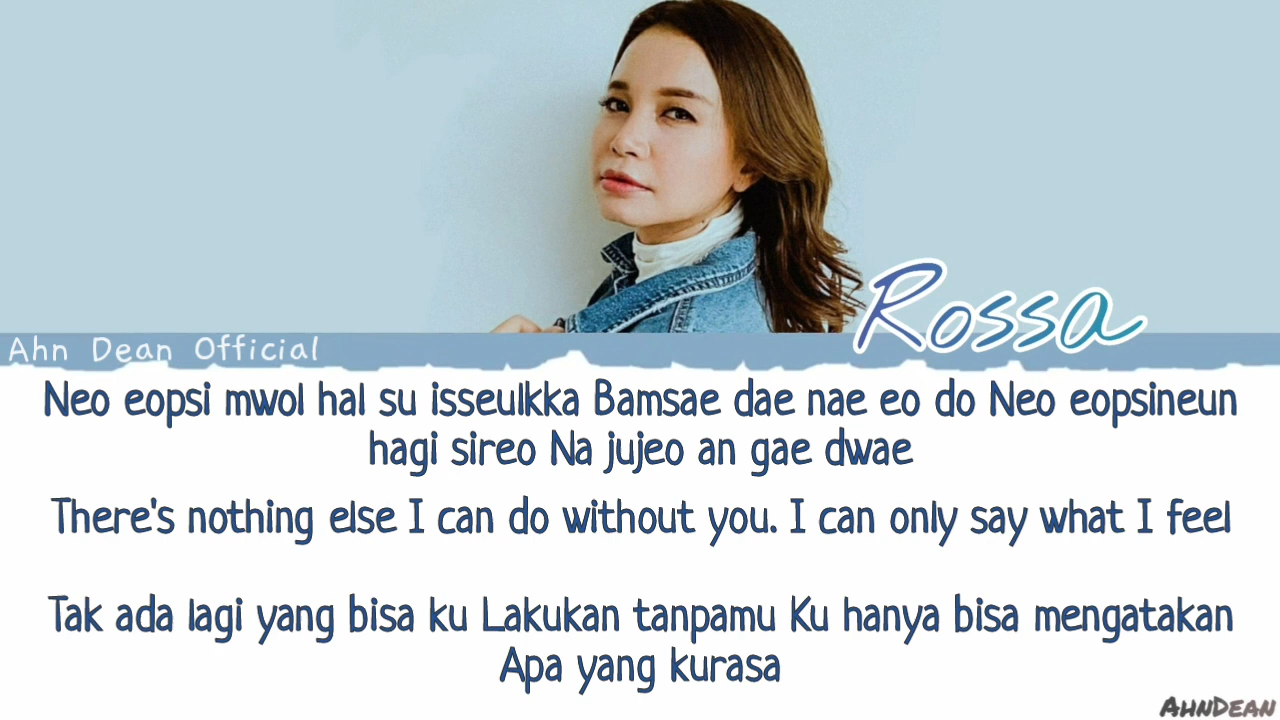 Rossa
Ahn Dean Official
Neo eopsi mwol hal su isseulkka Bamsae dae nae eo do Neo eopsineun
hagi sireo Na jujeo an gae dwae
There's nothing else I can do without you. I can only say what I feel
Tak ada lagi yang bisa ku Lakukan tanpamu Ku hanya bisa mengatakan
Apa yang kurasa
AhnDean